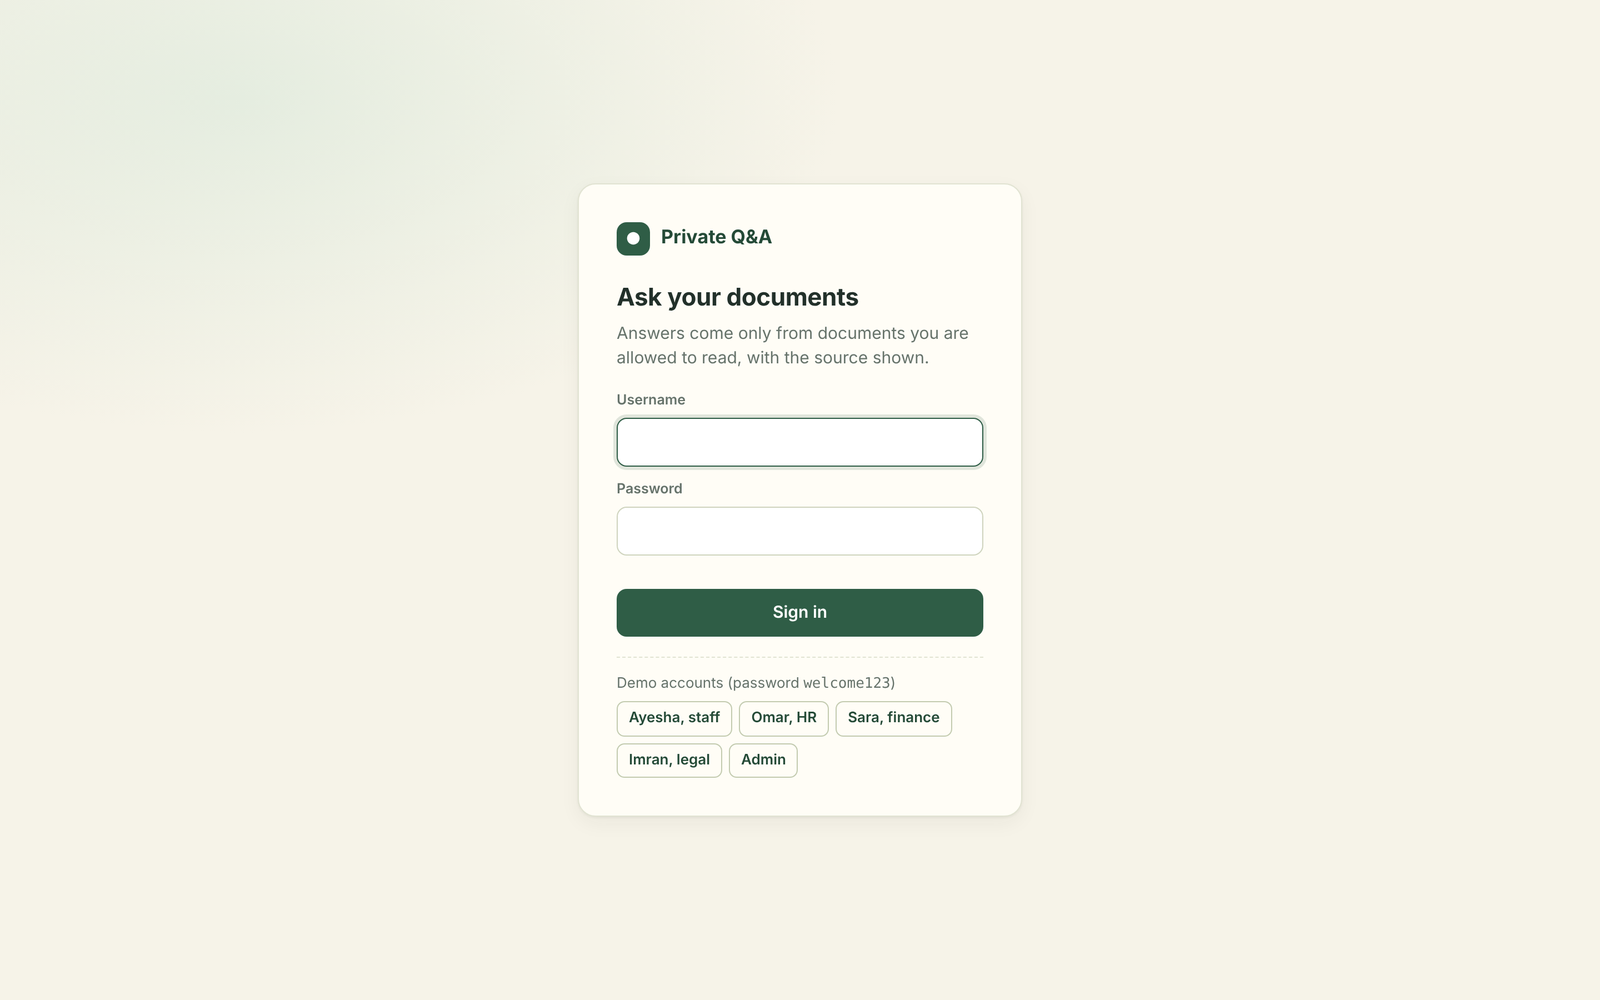 Private Q&A
Ask your documents
Answers come only from documents you are
allowed to read, with the source shown.
Username
Password
Sign in
Demo accounts (password welcome123)
Ayesha, staff
Omar, HR
Sara, finance
Imran, legal
Admin